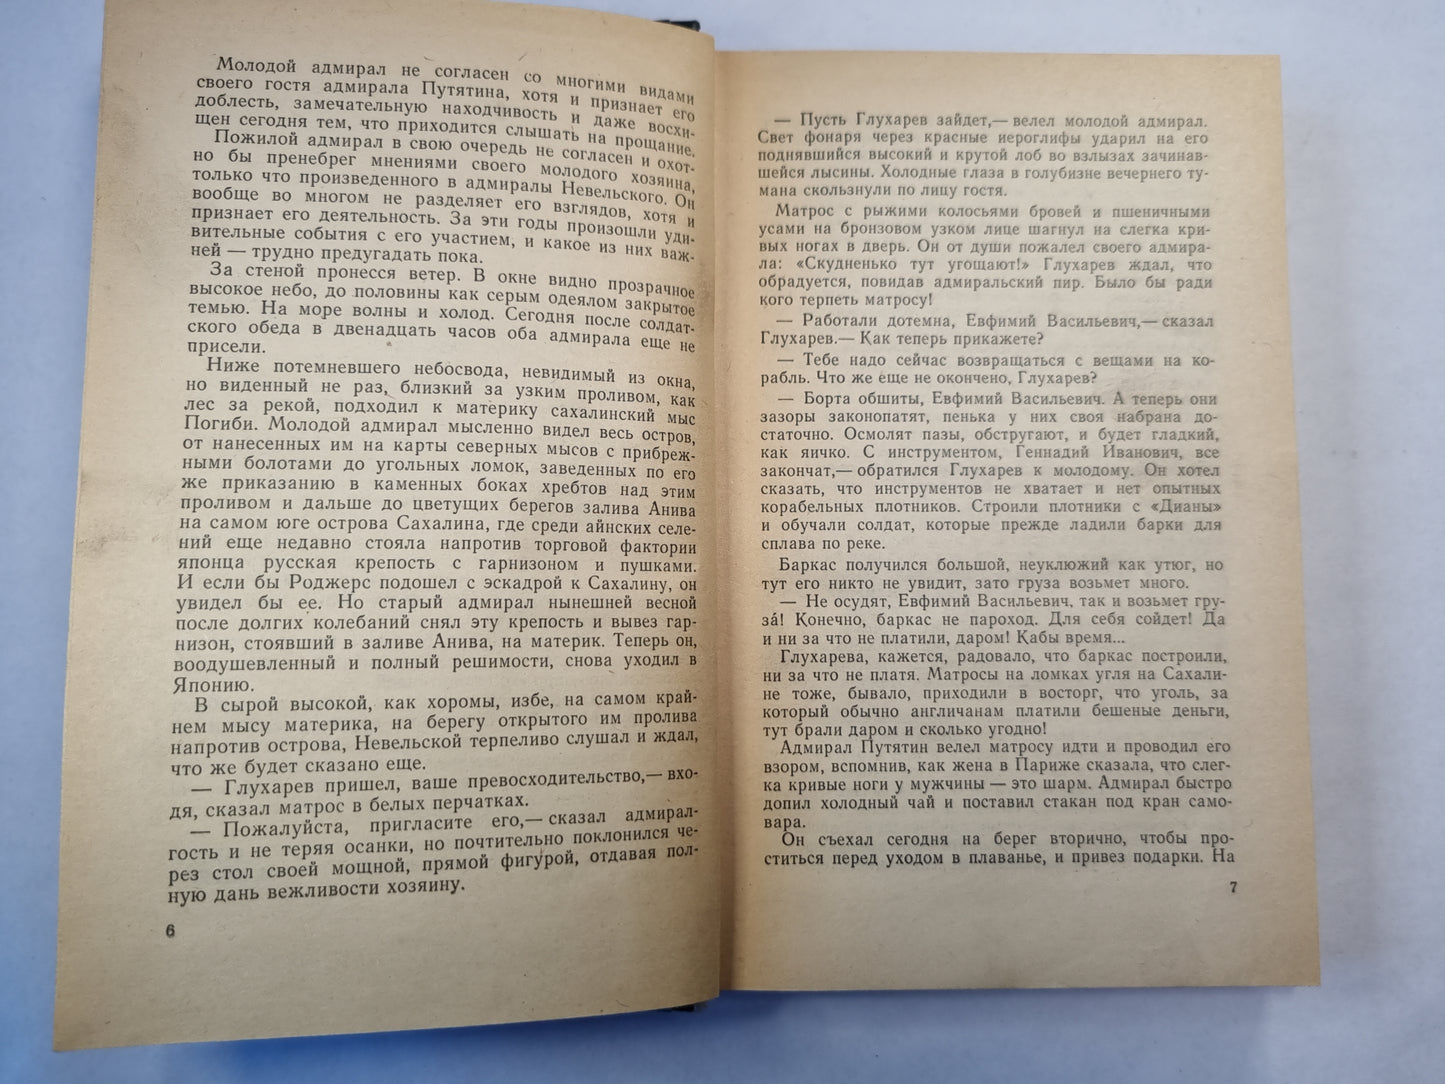 Молодой адмирал не согласен со многими видами
своего гостя адмирала Путятина, хотя и признает его
доблесть, замечательную находчивость и даже восхи-
щен сегодня тем, что приходится слышать на прощание.
Пожилой адмирал в свою очередь не согласен и охот-
но бы пренебрег мнениями своего молодого хозяина,
только что произведенного в адмиралы Невельского. Он
вообще во многом не разделяет его взглядов, хотя и
признает его деятельность. За эти годы произошли уди-
вительные события с его участием, и какое из них важ-
ней — трудно предугадать пока.
За стеной пронесся ветер. В окне видно прозрачное
высокое небо, до половины как серым одеялом закрытое
темью. На море волны и холод. Сегодня после солдат-
ского обеда в двенадцать часов оба адмирала еще не
присели.
Ниже потемневшего небосвода, невидимый из окна,
но виденный не раз, близкий за узким проливом, как
лес за рекой, подходил к материку сахалинский мыс
Погиби. Молодой адмирал мысленно видел весь остров,
от нанесенных им на карты северных мысов с прибреж-
ными болотами до угольных ломок, заведенных по его
же приказанию в каменных боках хребтов над этим
проливом и дальше до цветущих берегов залива Анива
на самом юге острова Сахалина, где среди айнских селе-
ний еще недавно стояла напротив торговой фактории
японца русская крепость с гарнизоном и пушками.
И если бы Роджерс подошел с эскадрой к Сахалину, он
увидел бы ее. Но старый адмирал нынешней весной
после долгих колебаний снял эту крепость и вывез гар-
низон, стоявший в заливе Анива, на материк. Теперь он,
воодушевленный и полный решимости, снова уходил в
Японию.
В сырой высокой, как хоромы, избе, на самом край-
нем мысу материка, на берегу открытого им пролива
напротив острова, Невельской терпеливо слушал и ждал,
что же будет сказано еще.
— Глухарев пришел, ваше превосходительство,— вхо-
дя, сказал матрос в белых перчатках.
— Пожалуйста, пригласите его,— сказал адмирал-
гость и не теряя осанки, но почтительно поклонился че-
рез стол своей мощной, прямой фигурой, отдавая пол-
ную дань вежливости хозяину.
6
— Пусть Глухарев зайдет,— велел молодой адмирал.
Свет фонаря через красные иероглифы ударил на его
поднявшийся высокий и крутой лоб во взлызах зачинав-
шейся лысины. Холодные глаза в голубизне вечернего ту-
мана скользнули по лицу гостя.
Матрос с рыжими колосьями бровей и пшеничными
усами на бронзовом узком лице шагнул на слегка кри-
вых ногах в дверь. Он от души пожалел своего адмира-
ла: «Скудненько тут угощают!» Глухарев ждал, что
обрадуется, повидав адмиральский пир. Было бы ради
кого терпеть матросу!
— Работали дотемна, Евфимий Васильевич,— сказал
Глухарев.— Как теперь прикажете?
— Тебе надо сейчас возвращаться с вещами на ко-
рабль. Что же еще не окончено, Глухарев?
— Борта обшиты, Евфимий Васильевич. А теперь они
зазоры законопатят, пенька у них своя набрана до-
статочно. Осмолят пазы, обстругают, и будет гладкий,
как яичко. С инструментом, Геннадий Иванович, все
закончат,— обратился Глухарев к молодому. Он хотел
сказать, что инструментов не хватает и нет опытных
корабельных плотников. Строили плотники с «Дианы»
и обучали солдат, которые прежде ладили барки для
сплава по реке.
Баркас получился большой, неуклюжий как утюг, но
тут его никто не увидит, зато груза возьмет много.
— Не осудят, Евфимий Васильевич, так и возьмет гру-
за́! Конечно, баркас не пароход. Для себя сойдет! Да
и ни за что не платили, даром! Кабы время...
Глухарева, кажется, радовало, что баркас построили,
ни за что не платя. Матросы на ломках угля на Сахали-
не тоже, бывало, приходили в восторг, что уголь, за
который обычно англичанам платили бешеные деньги,
тут брали даром и сколько угодно!
Адмирал Путятин велел матросу идти и проводил его
взором, вспомнив, как жена в Париже сказала, что слег-
ка кривые ноги у мужчины — это шарм. Адмирал быстро
допил холодный чай и поставил стакан под кран само-
вара.
Он съехал сегодня на берег вторично, чтобы про-
ститься перед уходом в плаванье, и привез подарки. На
7